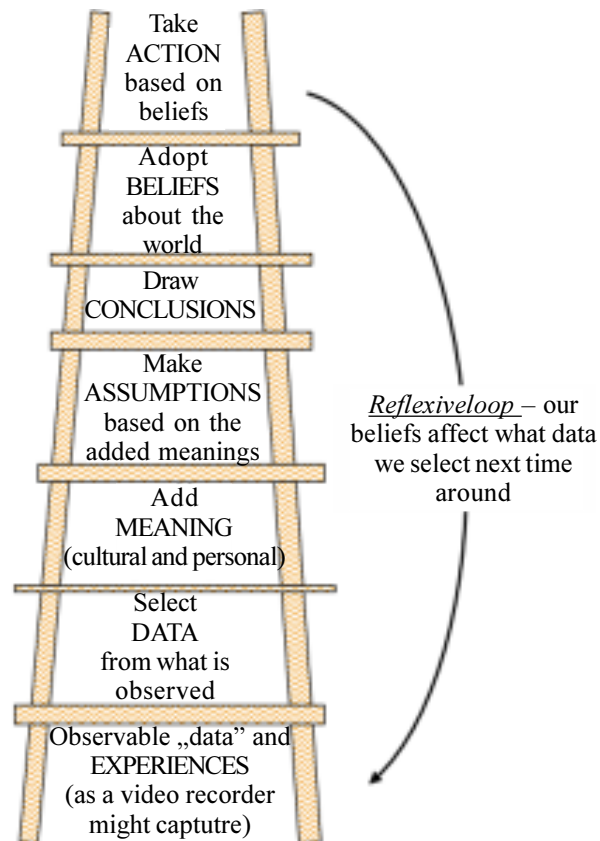 Take
ACTION
based on
beliefs
Adopt
BELIEFS
about the
world
Draw
CONCLUSIONS
Make
ASSUMPTIONS
based on the
added meanings
Add
MEANING
(cultural and personal)
Select
DATA
from what is
observed
Observable „data” and
EXPERIENCES
(as a video recorder
might captutre)
Reflexiveloop – our
beliefs affect what data
we select next time
around